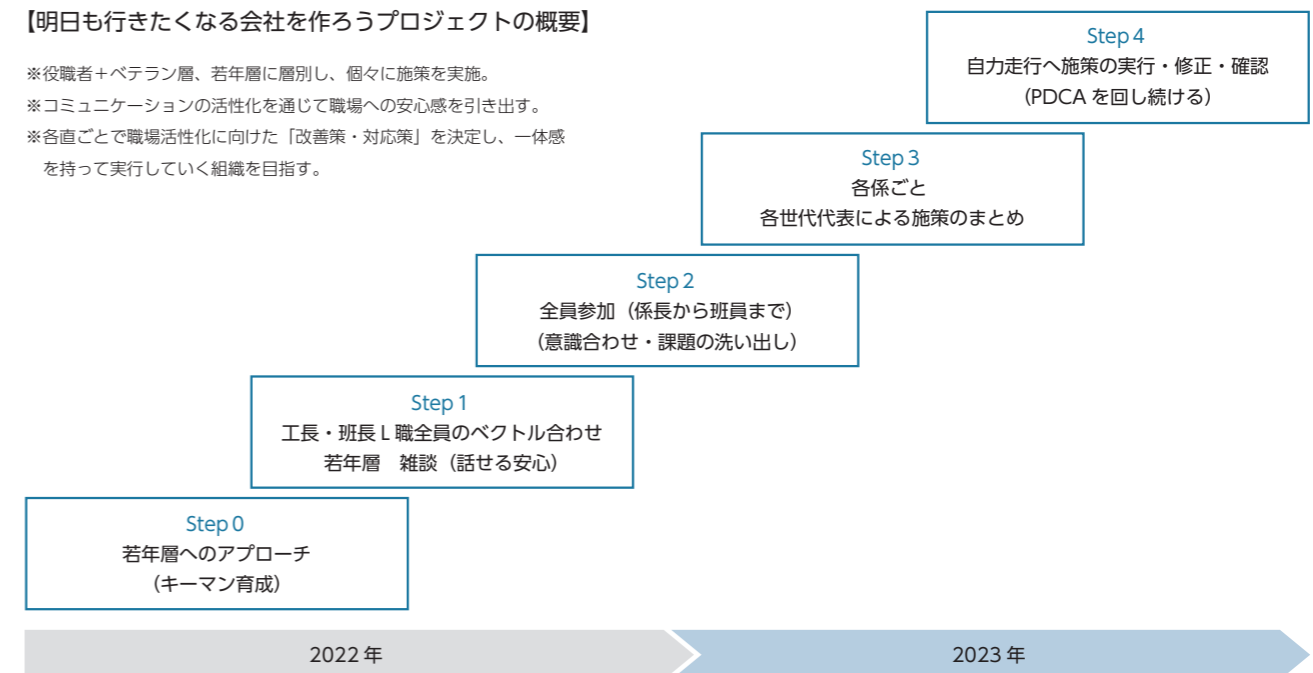 【明日も行きたくなる会社を作ろうプロジェクトの概要】
※役職者+ベテラン層、若年層に層別し、個々に施策を実施。
※コミュニケーションの活性化を通じて職場への安心感を引き出す。
※各直ごとで職場活性化に向けた「改善策・対応策」を決定し、一体感
を持って実行していく組織を目指す。
Step 4
自力走行へ施策の実行・修正・確認
(PDCA を回し続ける)
Step 3
各係ごと
各世代代表による施策のまとめ
Step 2
全員参加(係長から班員まで)
(意識合わせ・課題の洗い出し)
Step 1
工長・班長 L 職全員のベクトル合わせ
若年層 雑談(話せる安心)
Step 0
若年層へのアプローチ
(キーマン育成)
2022 年
2023 年